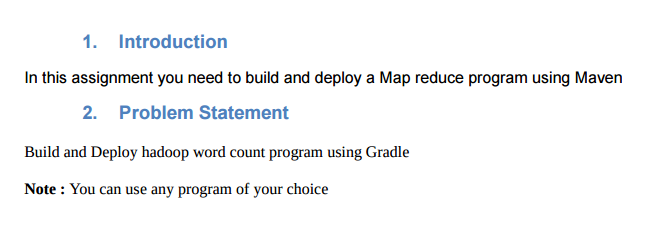 1. Introduction
In this assignment you need to build and deploy a Map reduce program using Maven
2. Problem Statement
Build and Deploy hadoop word count program using Gradle
Note : You can use any program of your choice